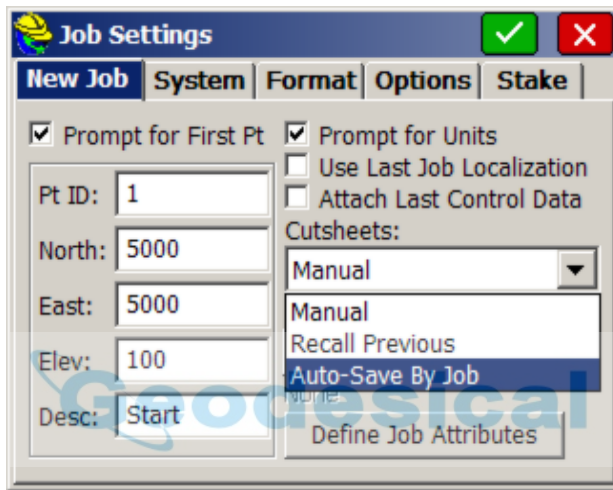 Job Settings
New Job System Format Options Stake
Prompt for First Pt
Pt ID: 1
North: 5000
East: 5000
Elev: 100
Desc: Start
Prompt for Units
Use Last Job Localization
Attach Last Control Data
Cutsheets:
Manual
Manual
Recall Previous
Auto-Save By Job
None
Define Job Attributes
Geodesical